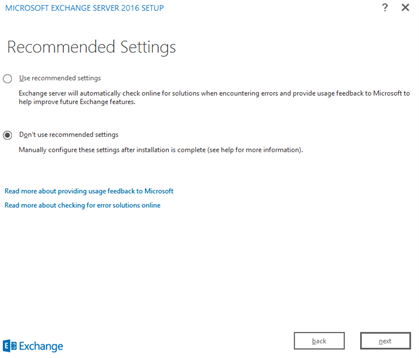 MICROSOFT EXCHANGE SERVER 2016 SETUP
? ✕
Recommended Settings
Use recommended settings
Exchange server will automatically check online for solutions when encountering errors and provide usage feedback to Microsoft to
help improve future Exchange features.
Don't use recommended settings
Manually configure these settings after installation is complete (see help for more information).
Read more about providing usage feedback to Microsoft
Read more about checking for error solutions online
Exchange
back
next